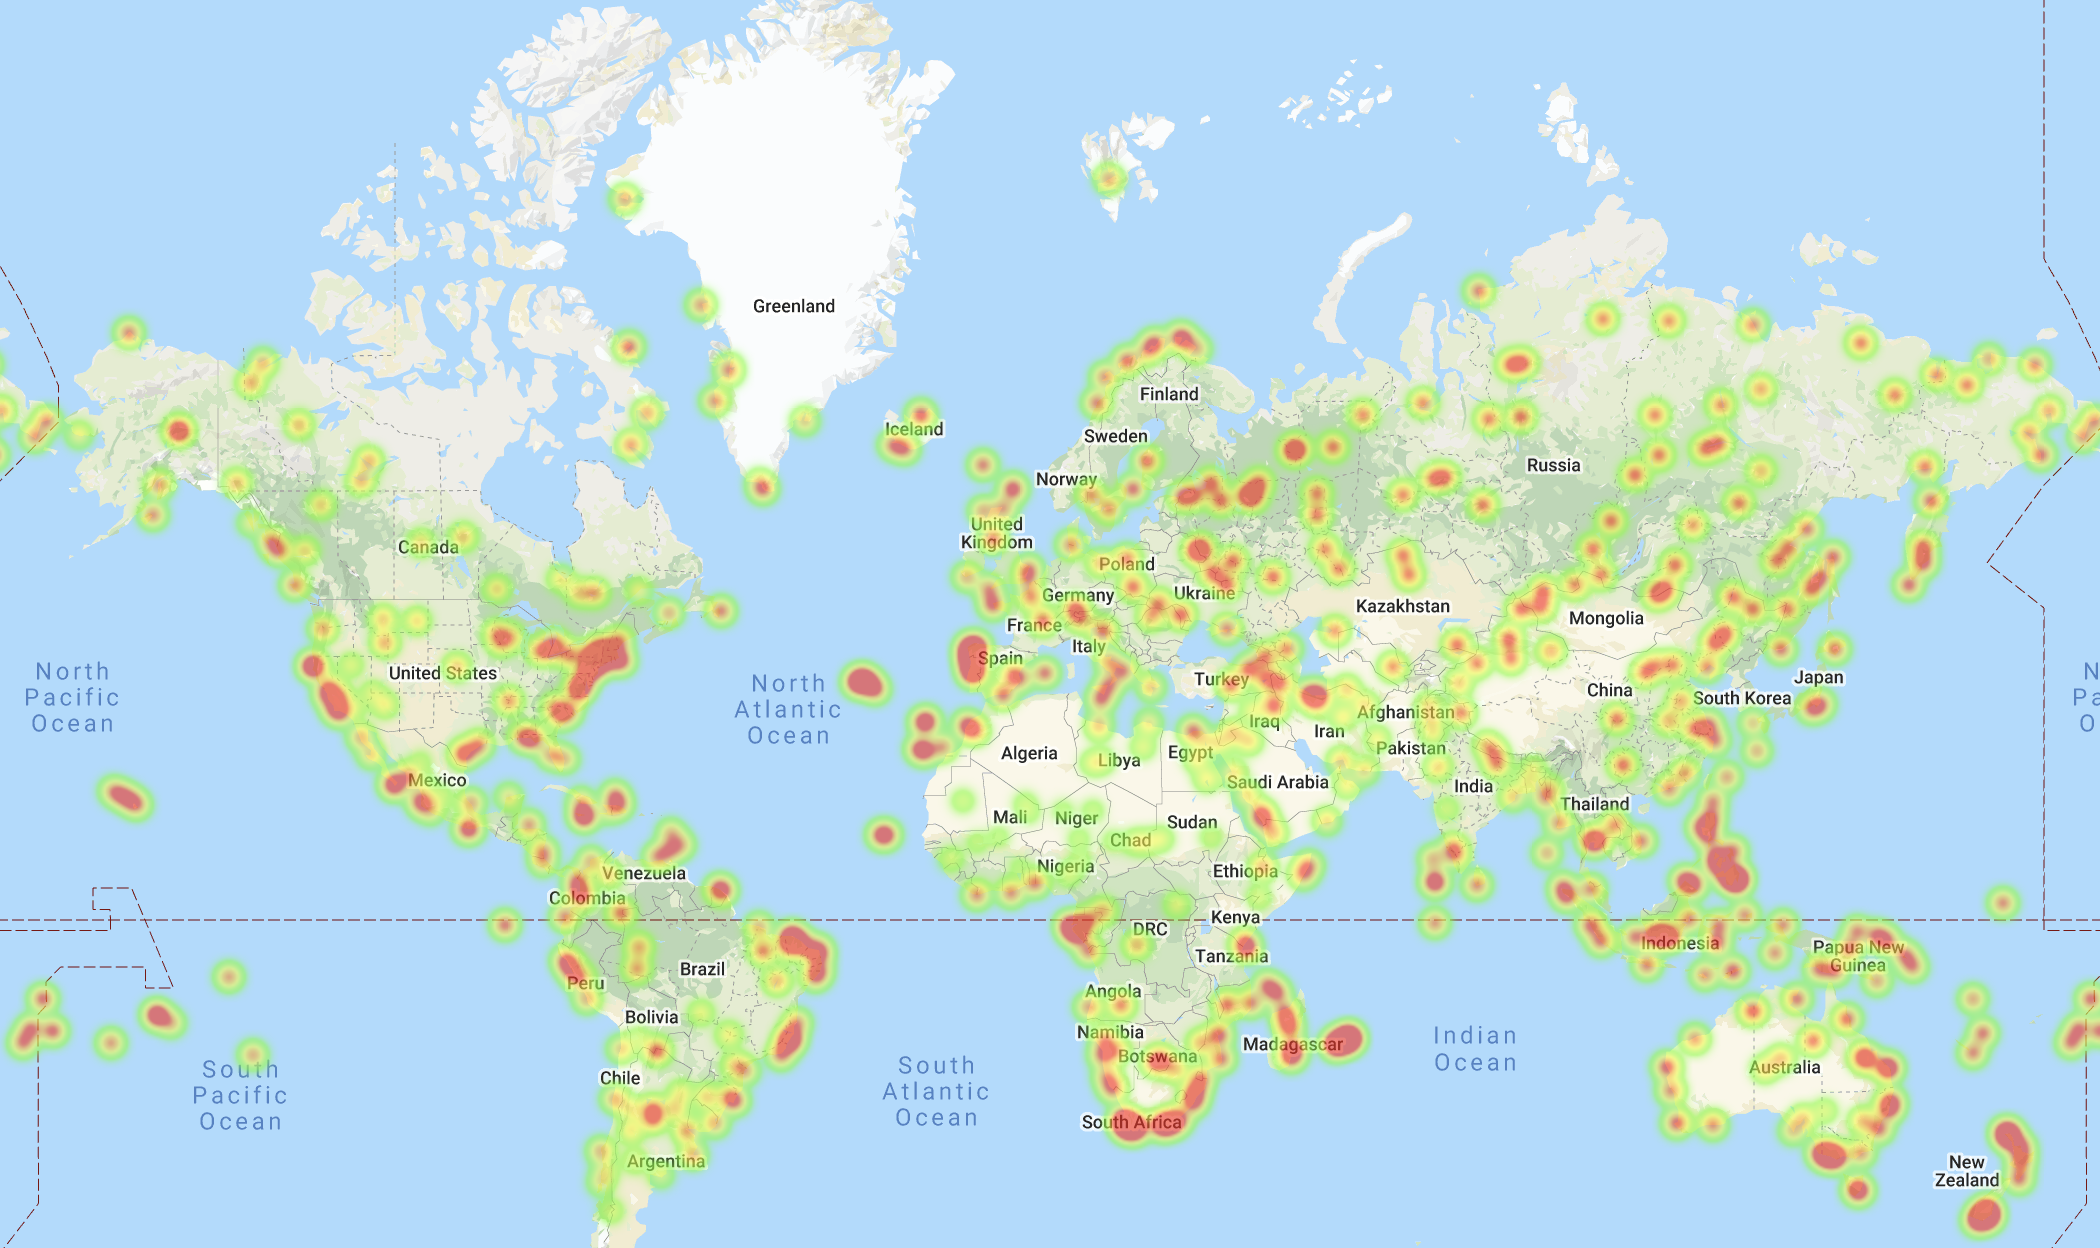 Greenland
Iceland
Finland
Sweden
Norway
Russia
United
Kingdom
Canada
Poland
Germany
Ukraine
Kazakhstan
Mongolia
France
Italy
Spain
United States
North
Pacific
Ocean
North
Atlantic
Ocean
Turkey
Japan
China
South Korea
N
Pa
O
Iraq
Iran
Afghanistan
Algeria
Libya
Egypt
Pakistan
Mexico
Saudi Arabia
India
Thailand
Mali
Niger
Sudan
Chad
Nigeria
Ethiopia
Venezuela
Colombia
Kenya
DRC
Tanzania
Indonesia
Papua New
Guinea
Brazil
Peru
Angola
Bolivia
Namibia
Botswana
Madagascar
Indian
Ocean
Australia
South
Pacific
Ocean
Chile
South
Atlantic
Ocean
South Africa
Argentina
New
Zealand